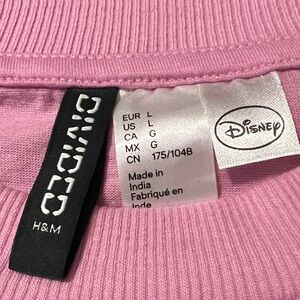 DIVIDED
H&M
EUR L
US L
CA G
MX G
CN 175/104B
Made in
India
Fabriqué en
Inde
Disney